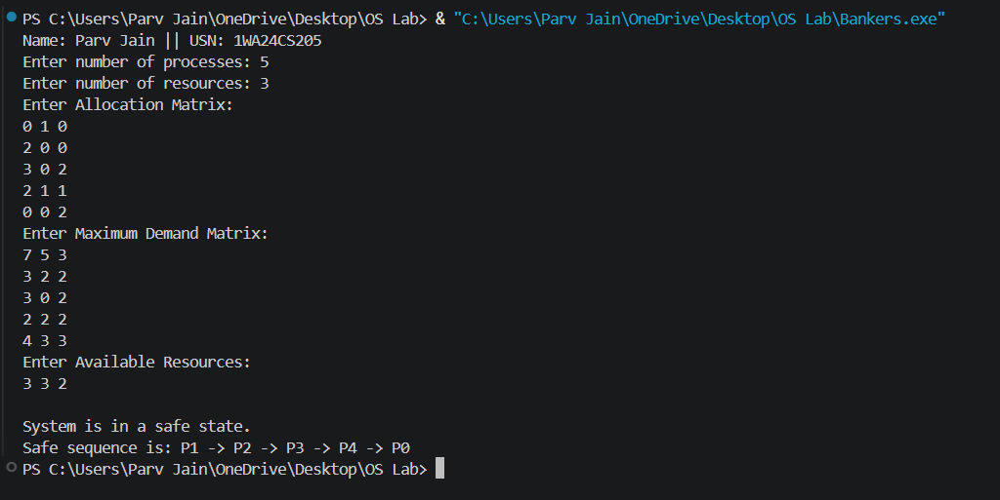 PS C:\Users\Parv Jain\OneDrive\Desktop\OS Lab> & "C:\Users\Parv Jain\OneDrive\Desktop\OS Lab\Bankers.exe"
Name: Parv Jain || USN: 1WA24CS205
Enter number of processes: 5
Enter number of resources: 3
Enter Allocation Matrix:
0 1 0
2 0 0
3 0 2
2 1 1
0 0 2
Enter Maximum Demand Matrix:
7 5 3
3 2 2
3 0 2
2 2 2
4 3 3
Enter Available Resources:
3 3 2
System is in a safe state.
Safe sequence is: P1 -> P2 -> P3 -> P4 -> P0
PS C:\Users\Parv Jain\OneDrive\Desktop\OS Lab>